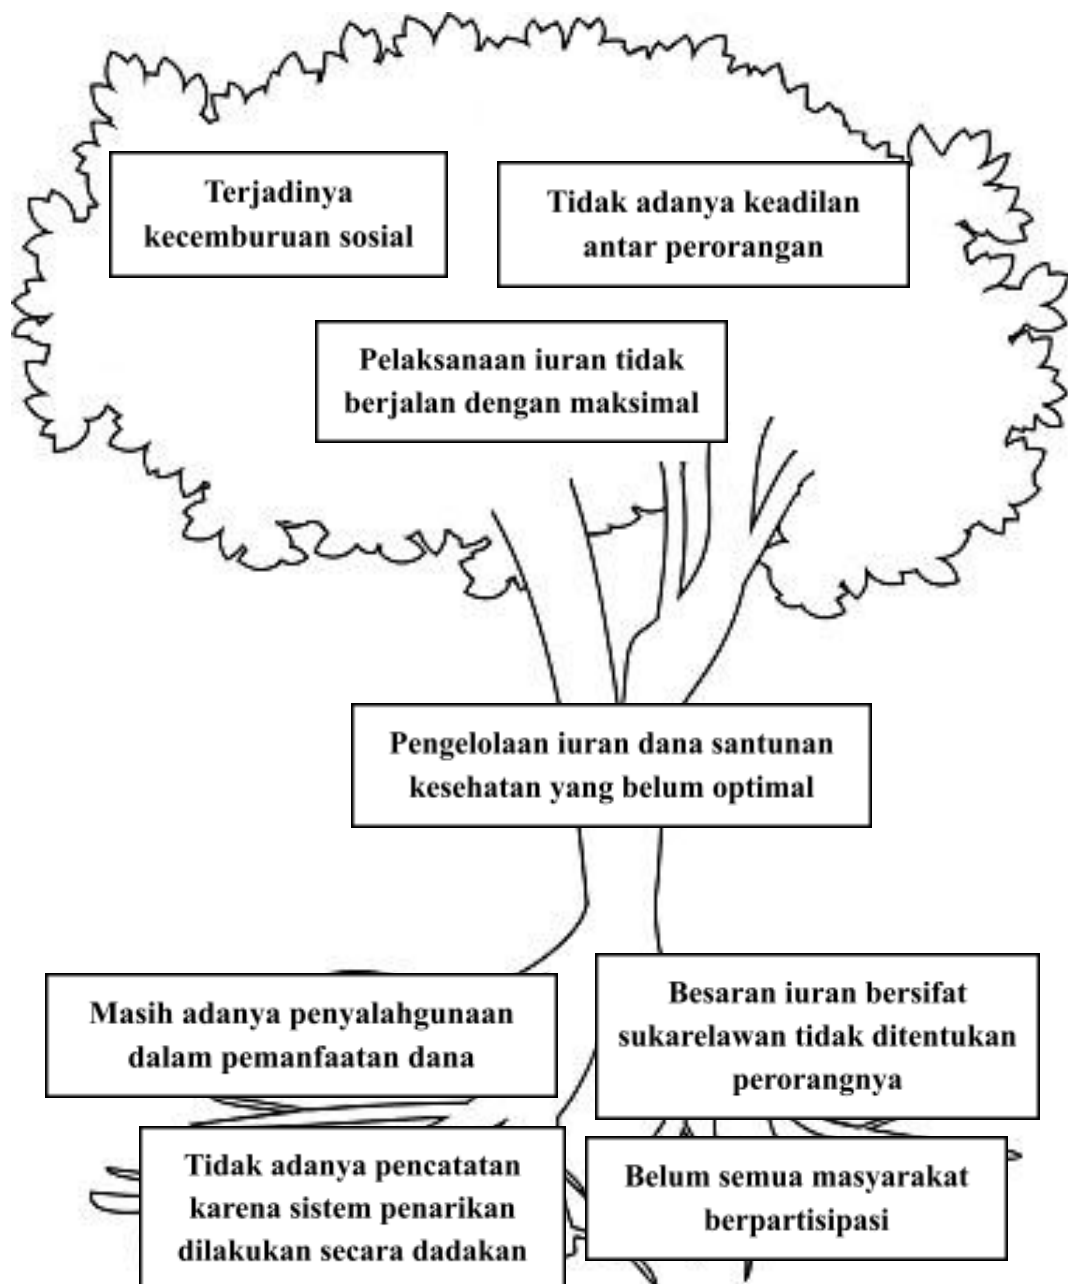 Terjadinya
kecemburuan sosial
Tidak adanya keadilan
antar perorangan
Pelaksanaan iuran tidak
berjalan dengan maksimal
Pengelolaan iuran dana santunan
kesehatan yang belum optimal
Masih adanya penyalahgunaan
dalam pemanfaatan dana
Besaran iuran bersifat
sukarelawan tidak ditentukan
perorangnya
Tidak adanya pencatatan
karena sistem penarikan
dilakukan secara dadakan
Belum semua masyarakat
berpartisipasi